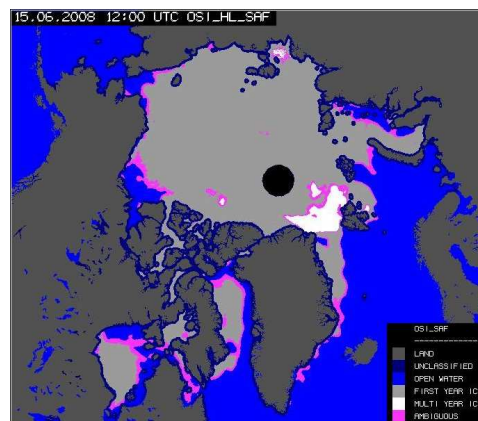 15.06.2008 12:00 UTC OSI_HL_SAF
OSI_SAF
--------------
LAND
UNCLASSIFIED
OPEN WATER
FIRST YEAR IC
MULTI YEAR IC
AMBIGUOUS